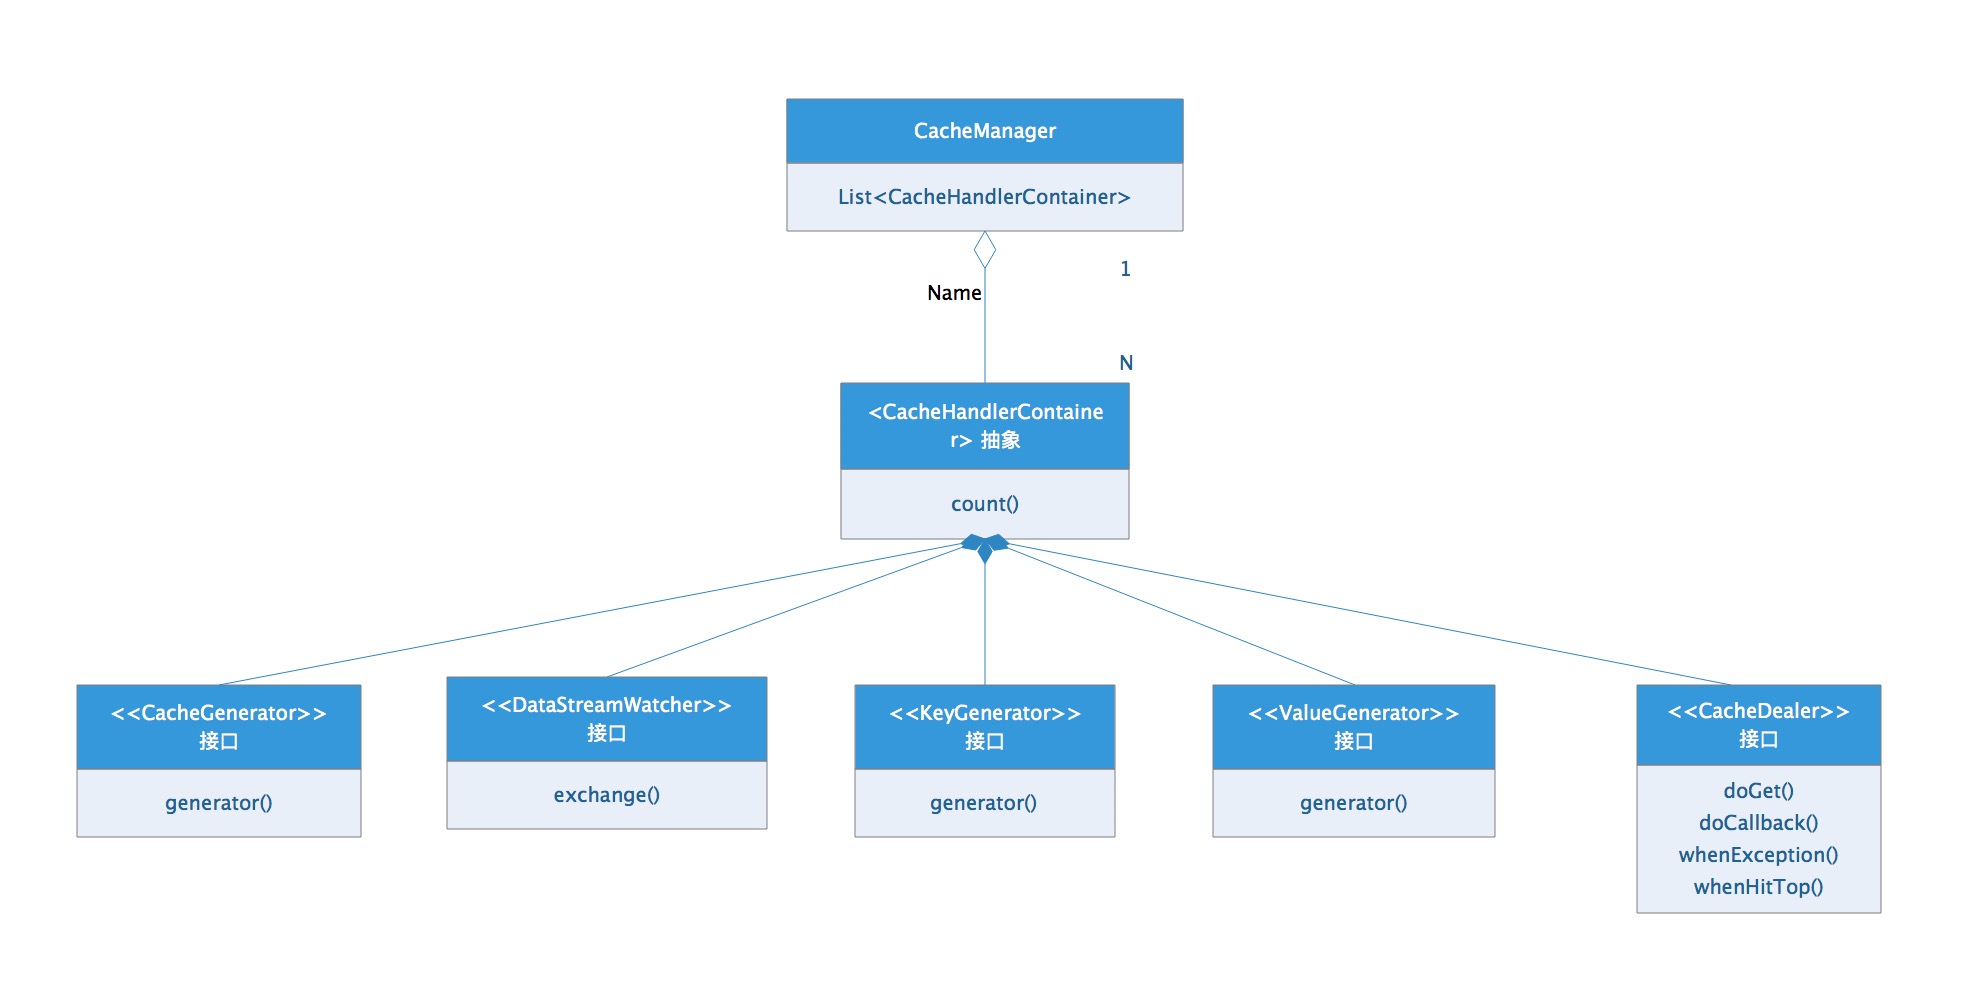 CacheManager
List<CacheHandlerContainer>
1
Name
N
<CacheHandlerContaine
r> 抽象
count()
<<CacheGenerator>>
接口
generator()
<<DataStreamWatcher>>
接口
exchange()
<<KeyGenerator>>
接口
generator()
<<ValueGenerator>>
接口
generator()
<<CacheDealer>>
接口
doGet()
doCallback()
whenException()
whenHitTop()